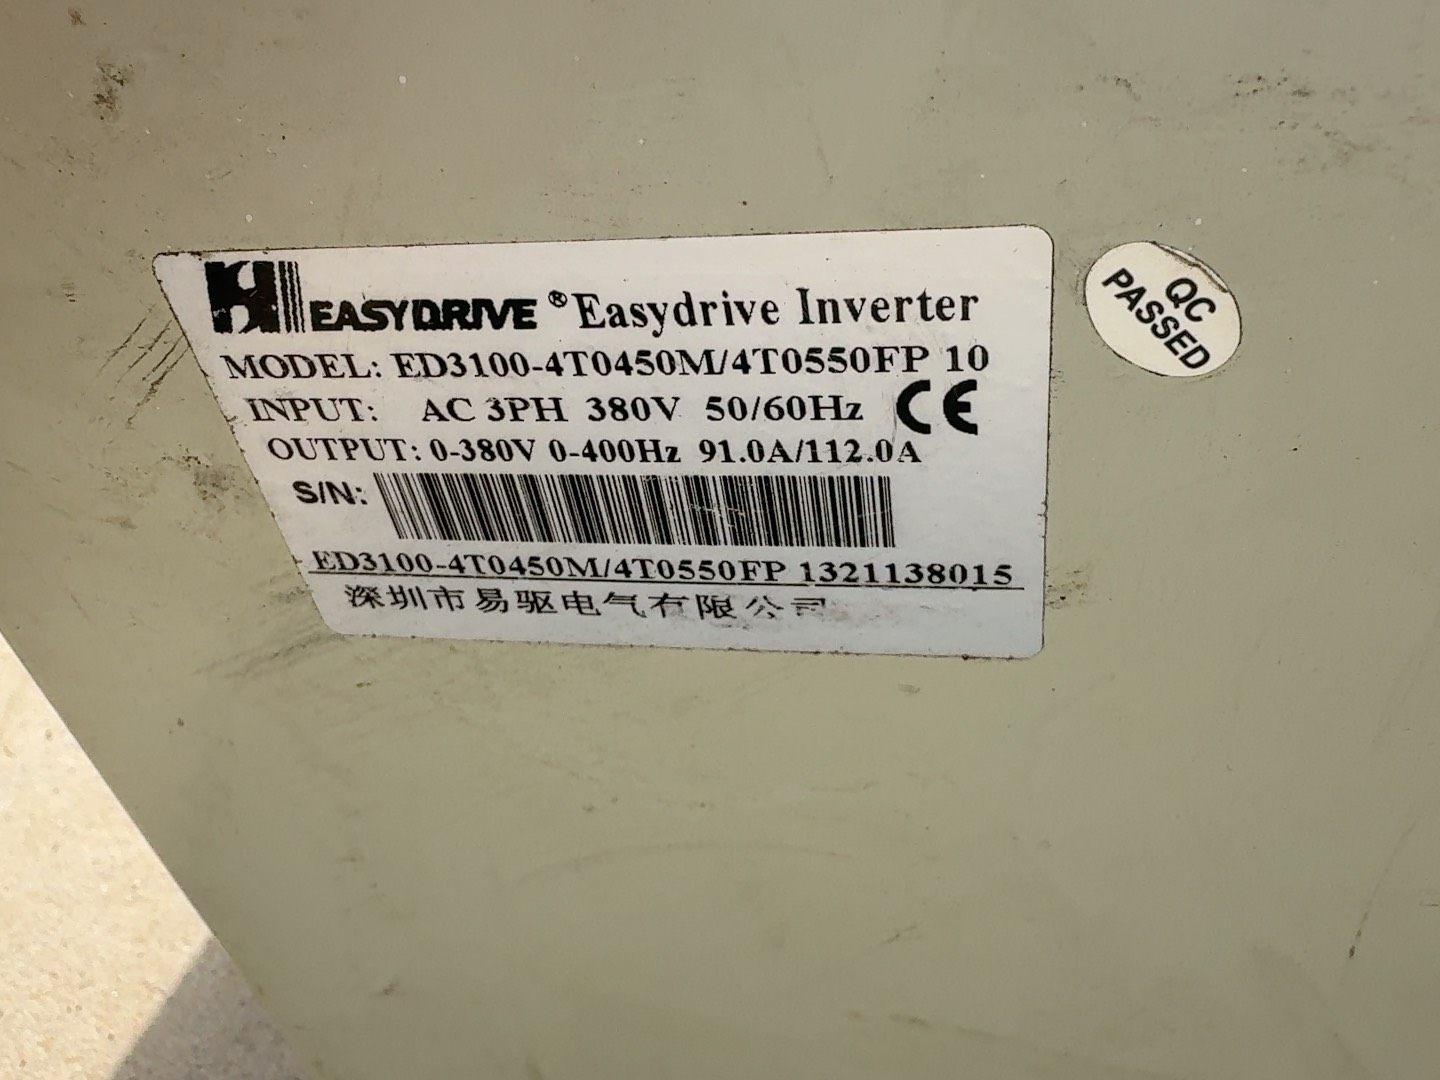 EASYDRIVE® Easydrive Inverter
MODEL: ED3100-4T0450M/4T0550FP 10
INPUT: AC 3PH 380V 50/60Hz CE
OUTPUT: 0-380V 0-400Hz 91.0A/112.0A
S/N:
ED3100-4T0450M/4T0550FP 1321138015
深圳市易驱电气有限公司
QC
PASSED